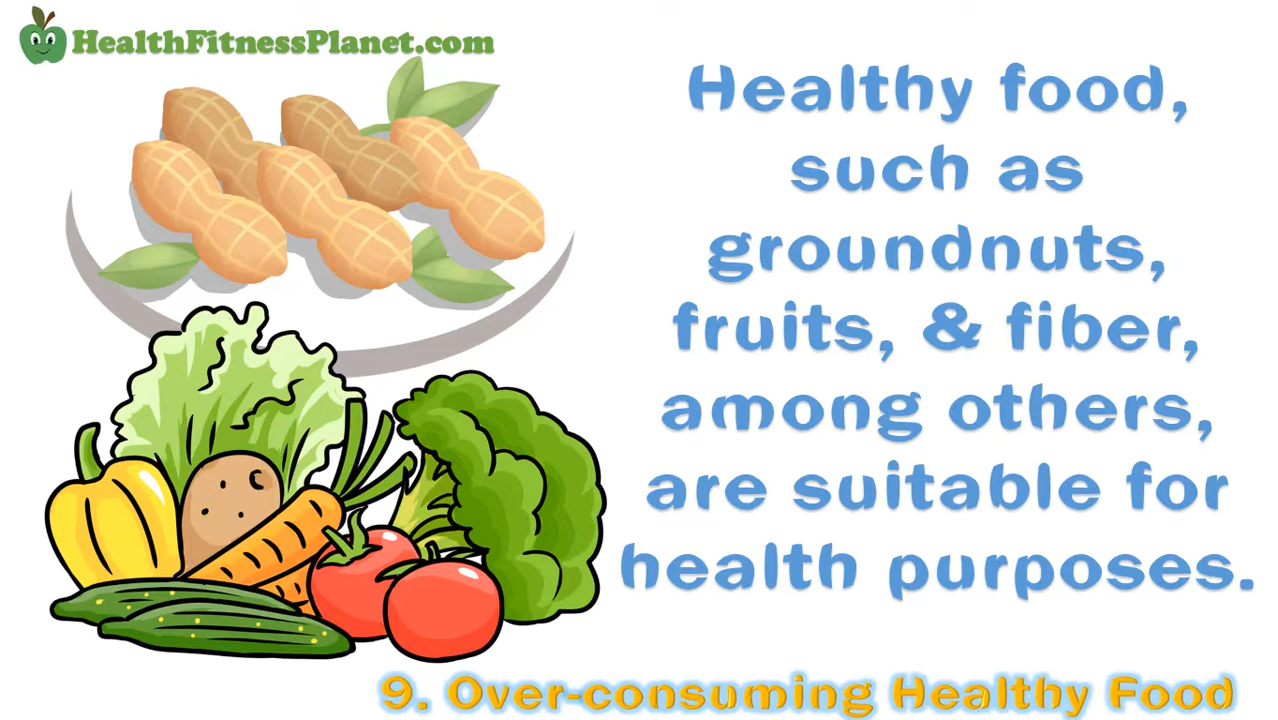 HealthFitnessPlanet.com
Healthy food,
such as
groundnuts,
fruits, & fiber,
among others,
are suitable for
health purposes.
9. Over-consuming Healthy Food